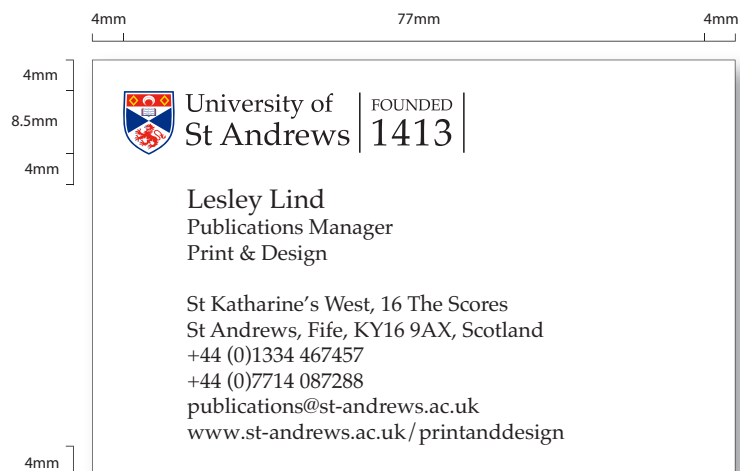 4mm 77mm 4mm
4mm
8.5mm
4mm
University of
St Andrews
FOUNDED
1413
Lesley Lind
Publications Manager
Print & Design
St Katharine’s West, 16 The Scores
St Andrews, Fife, KY16 9AX, Scotland
+44 (0)1334 467457
+44 (0)7714 087288
publications@st-andrews.ac.uk
www.st-andrews.ac.uk/printanddesign
4mm